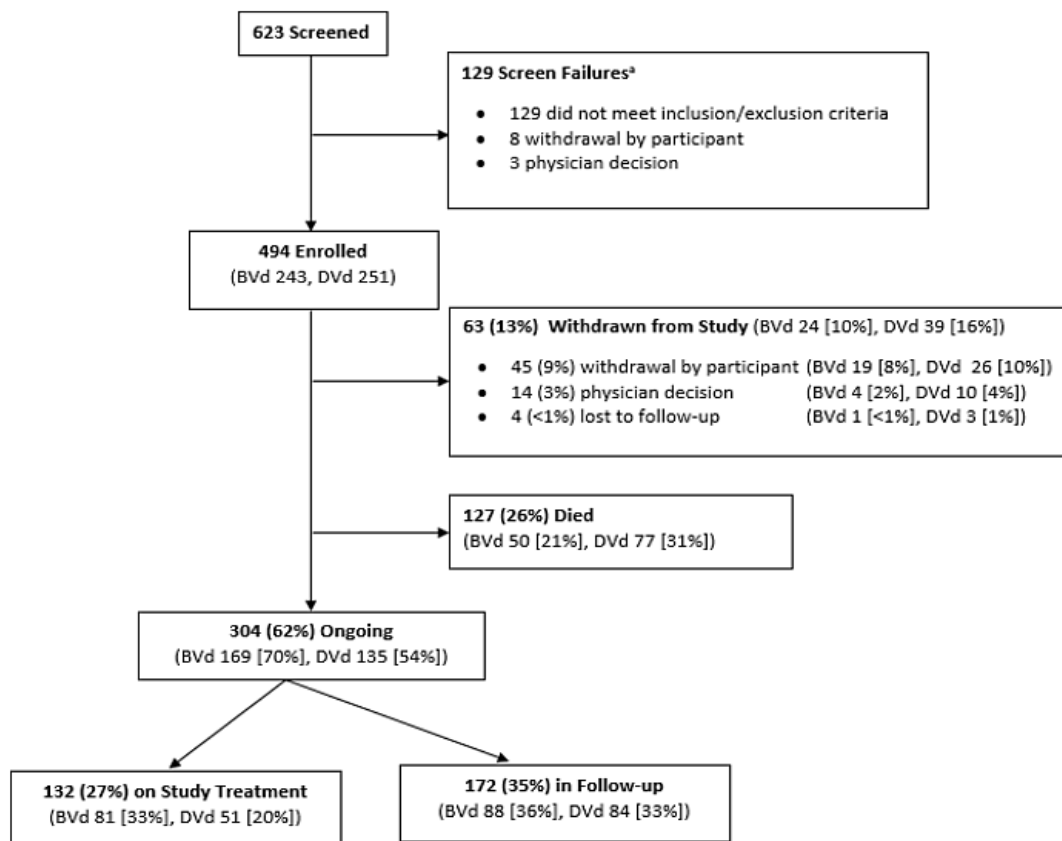 623 Screened
129 Screen Failuresª
• 129 did not meet inclusion/exclusion criteria
• 8 withdrawal by participant
• 3 physician decision
494 Enrolled
(BVd 243, DVd 251)
63 (13%) Withdrawn from Study (BVd 24 [10%], DVd 39 [16%])
• 45 (9%) withdrawal by participant (BVd 19 [8%], DVd 26 [10%])
• 14 (3%) physician decision (BVd 4 [2%], DVd 10 [4%])
• 4 (<1%) lost to follow-up (BVd 1 [<1%], DVd 3 [1%])
127 (26%) Died
(BVd 50 [21%], DVd 77 [31%])
304 (62%) Ongoing
(BVd 169 [70%], DVd 135 [54%])
132 (27%) on Study Treatment
(BVd 81 [33%], DVd 51 [20%])
172 (35%) in Follow-up
(BVd 88 [36%], DVd 84 [33%])